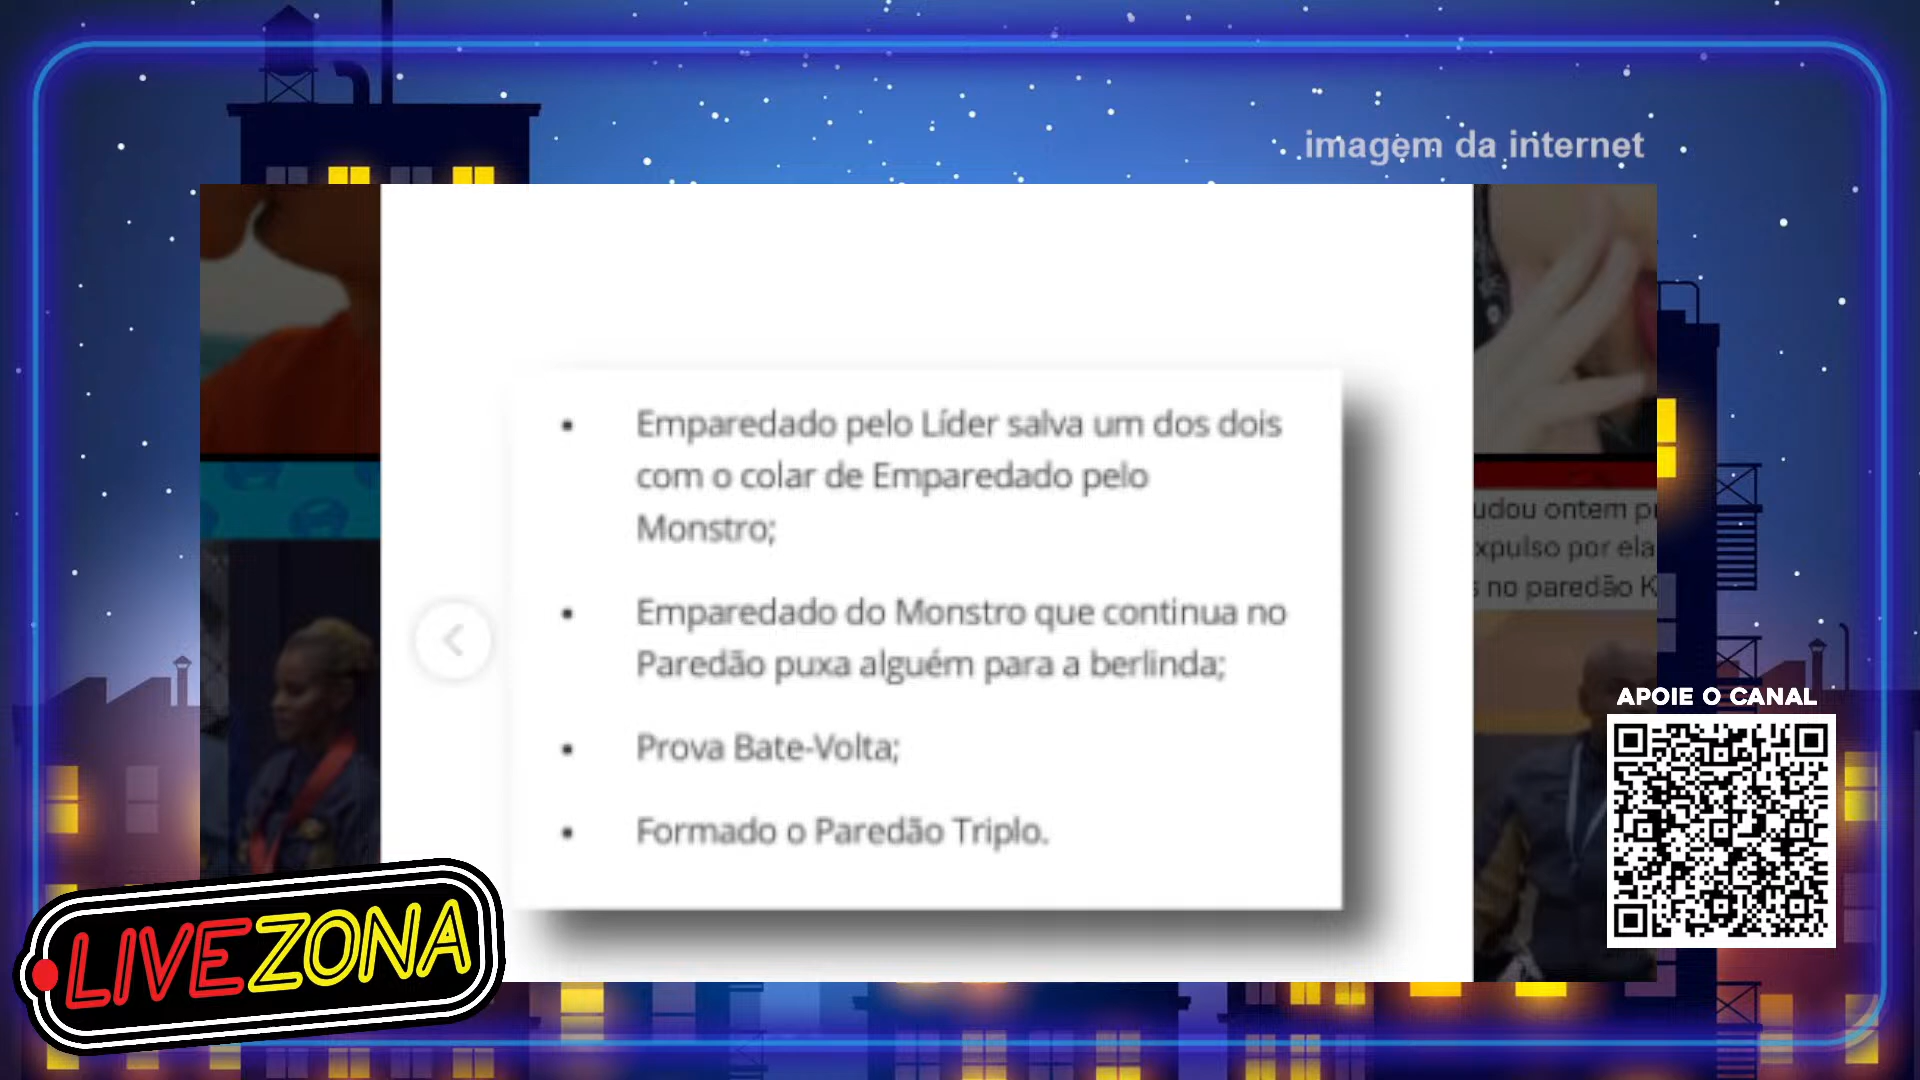 imagem da internet
• Emparedado pelo Líder salva um dos dois
com o colar de Emparedado pelo
Monstro;
• Emparedado do Monstro que continua no
Paredão puxa alguém para a berlinda;
• Prova Bate-Volta;
• Formado o Paredão Triplo.
udou ontem p
xpulso por ela
no paredão K
APOIE O CANAL
LIVEZONA